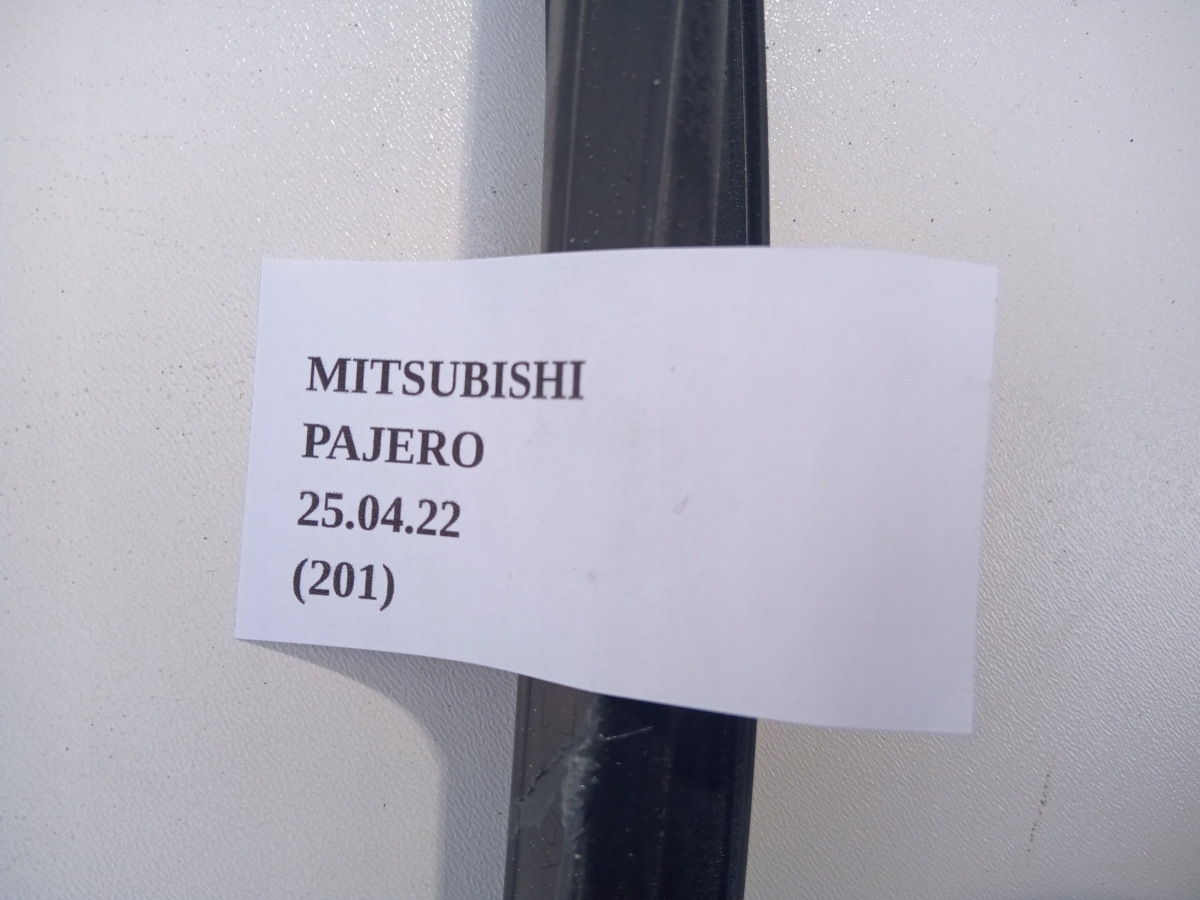 MITSUBISHI
PAJERO
25.04.22
(201)